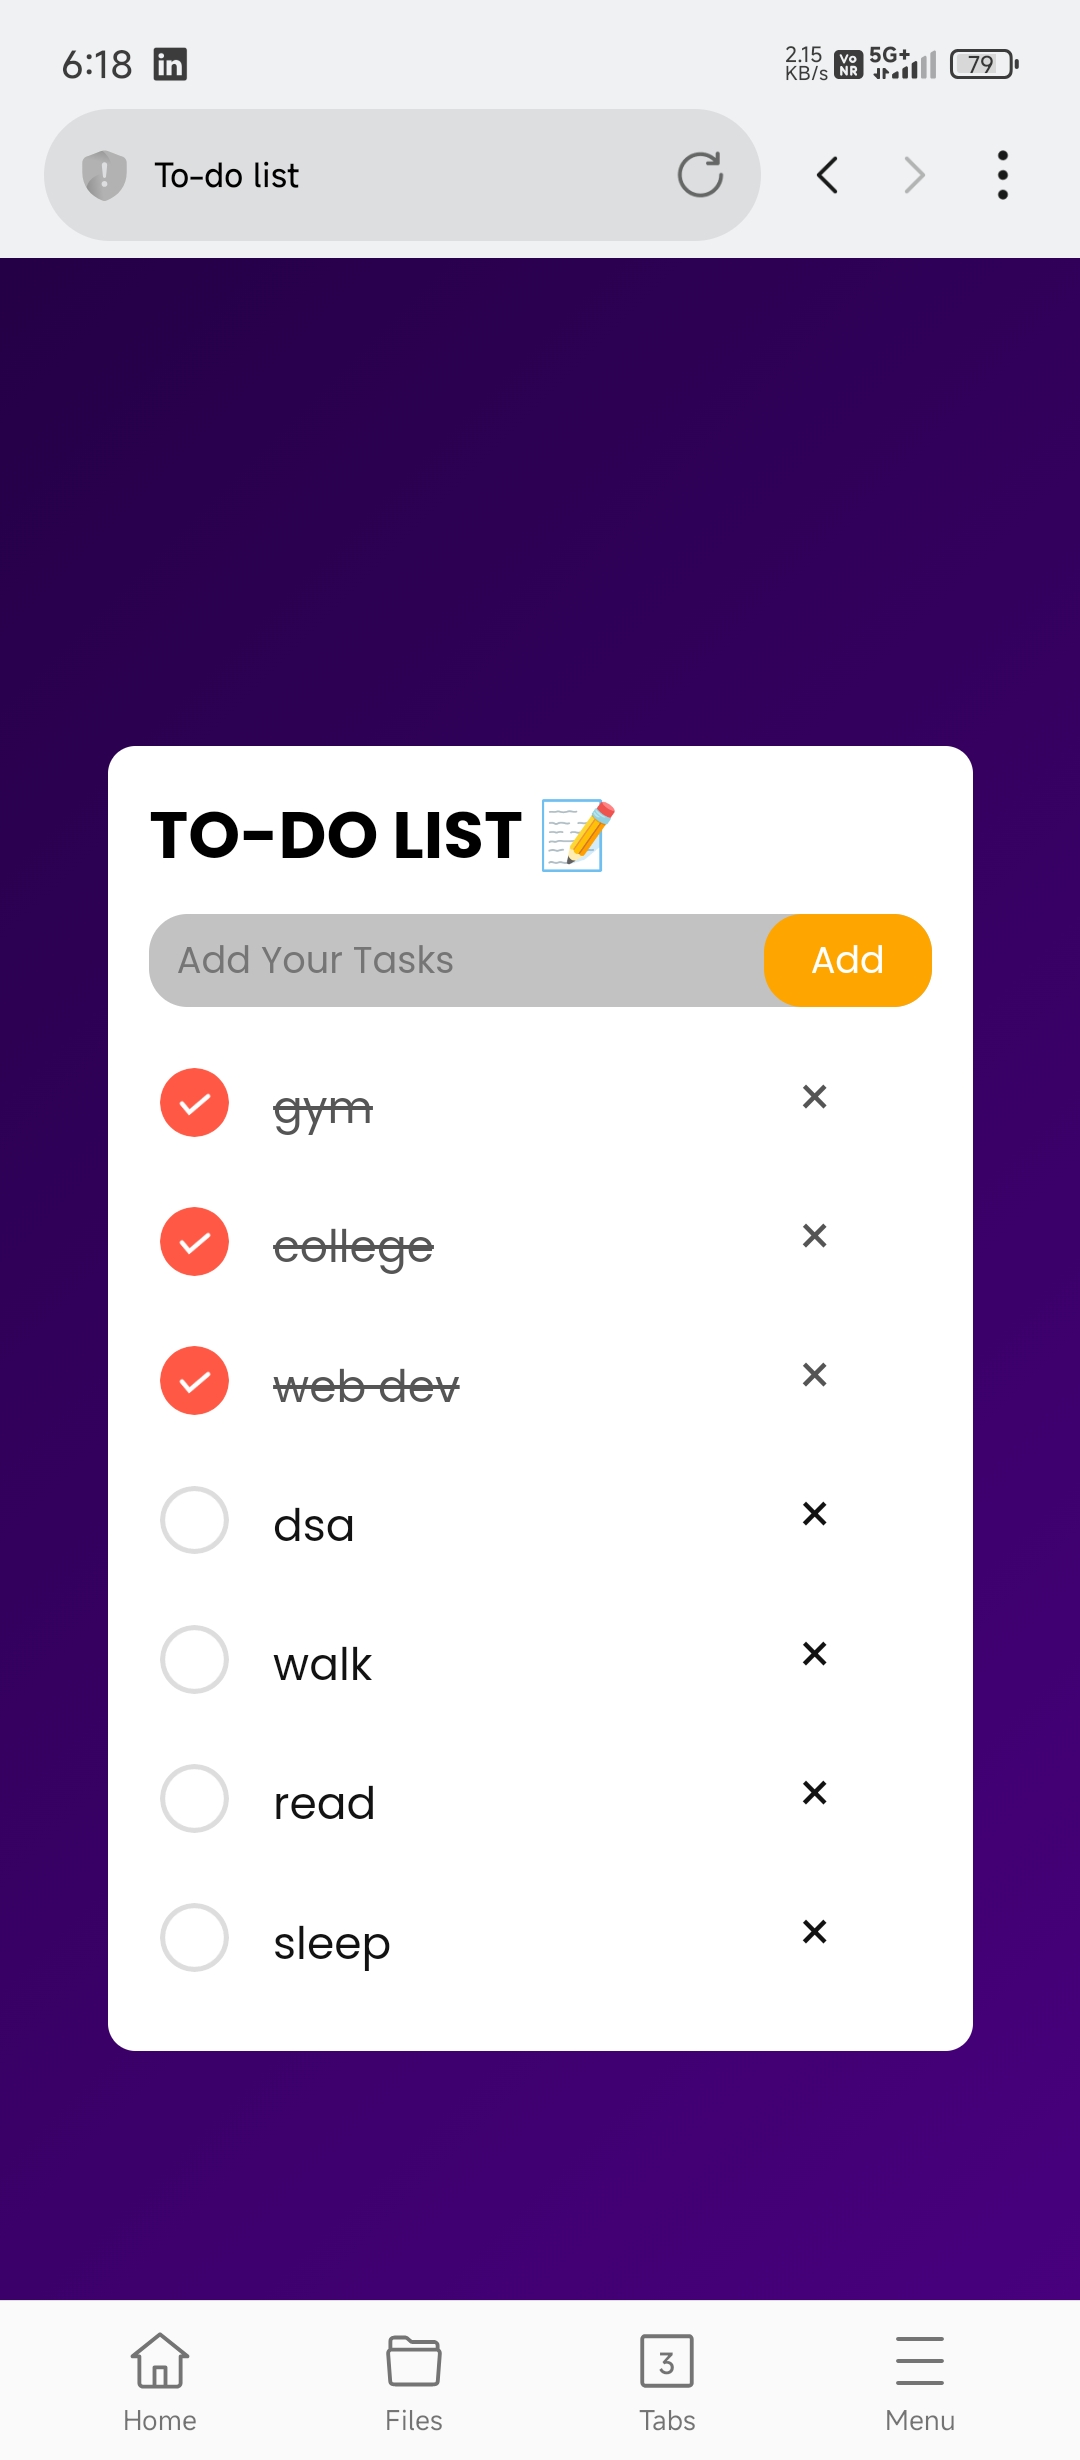 6:18 in 2.15 KB/s Vo NR 5G+ 79
To-do list
TO-DO LIST 📝
Add Your Tasks Add
gym ×
college ×
web dev ×
dsa ×
walk ×
read ×
sleep ×
3
Home Files Tabs Menu